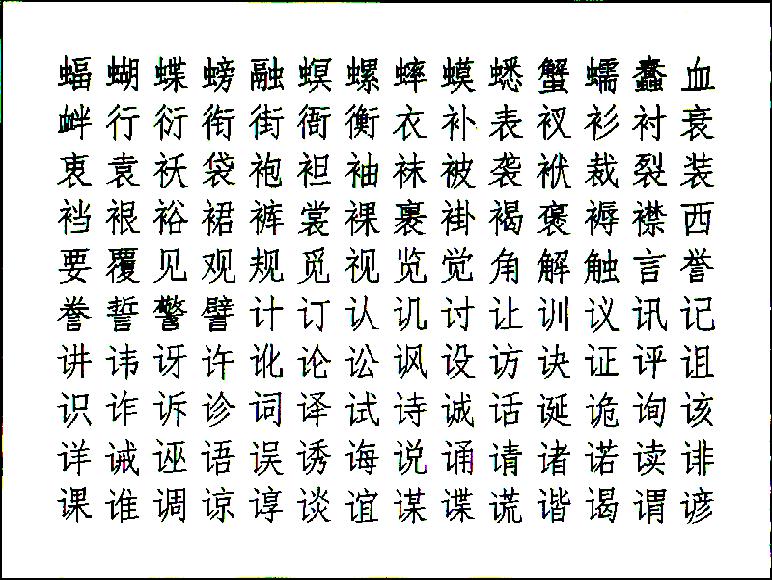 蝠蝴蝶螃融螟螺蟀蟆蟋蟹蠕蠢血
衅行衍衔街衙衡衣补表衩衫衬衰
衷袁袄袋袍袒袖袜被袭袱裁裂装
裆裉裕裙裤裳裸裹褂褐褒褥襟西
要覆见观规觅视览觉角解触言誉
誊誓警譬计订认讥讨让训议讯记
讲讳讶许讹论讼讽设访诀证评诅
识诈诉诊词译试诗诚话诞诡询该
详诫诬语误诱诲说诵请诸诺读诽
课谁调谅谆谈谊谋谍谎谐谒谓谚